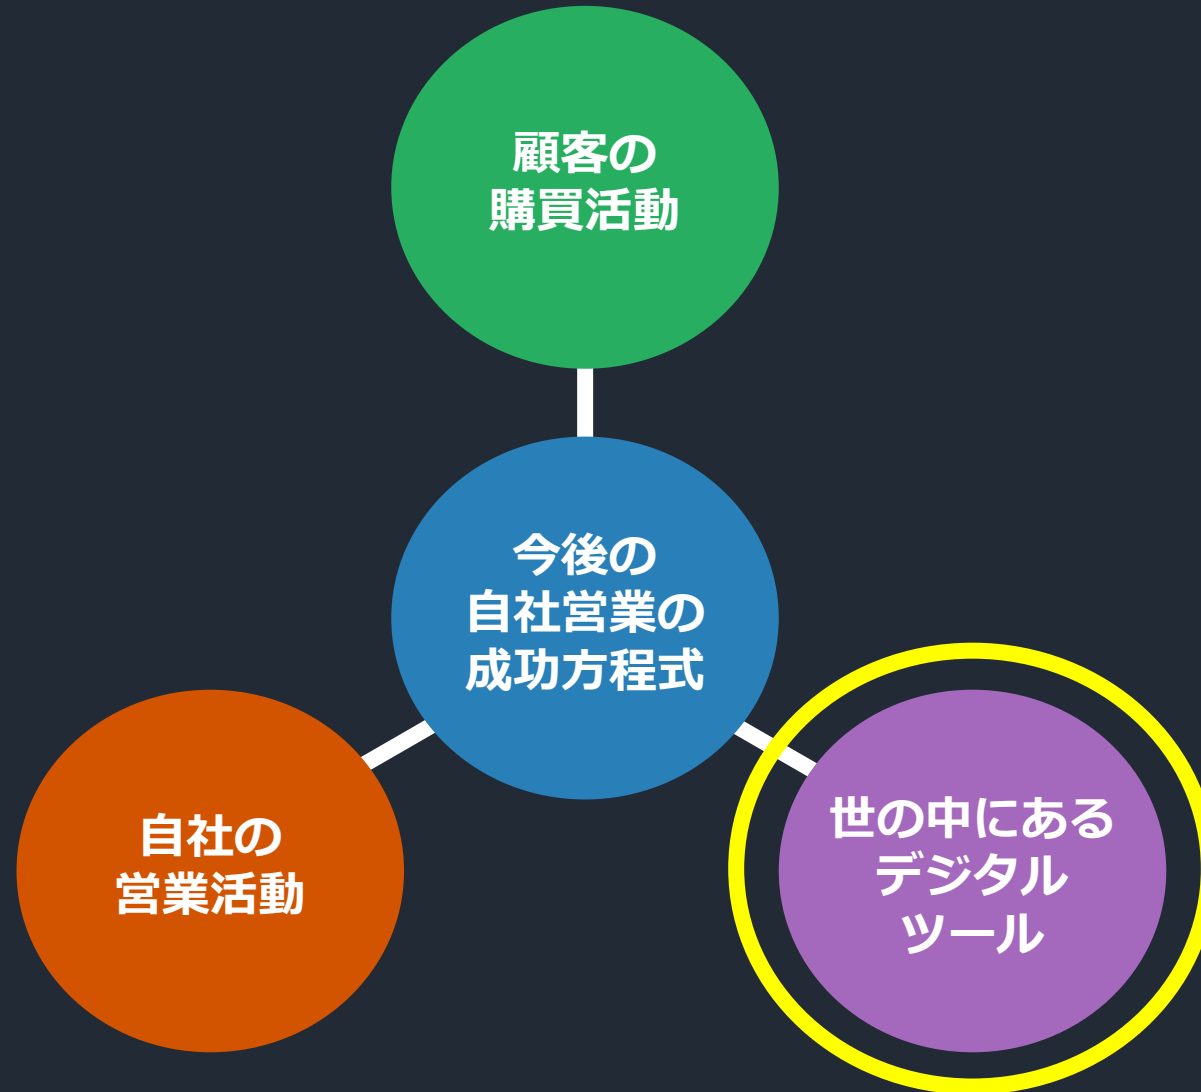 顧客の
購買活動
今後の
自社営業の
成功方程式
自社の
営業活動
世の中にある
デジタル
ツール